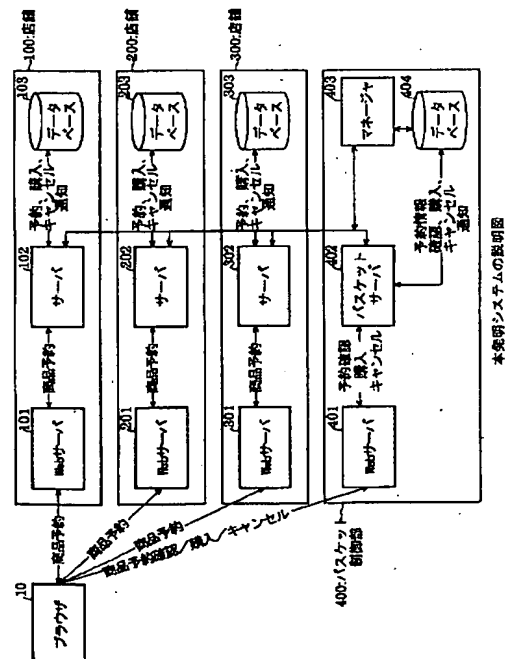 10
ブラウザ
商品予約
商品予約
商品予約
商品予約確認/購入/キャンセル
100:店舗
101
Webサーバ
商品予約
102
サーバ
予約、購入、
キャンセル
通知
103
データ
ベース
200:店舗
201
Webサーバ
商品予約
202
サーバ
予約、購入、
キャンセル
通知
203
データ
ベース
300:店舗
301
Webサーバ
商品予約
302
サーバ
予約、購入、
キャンセル
通知
303
データ
ベース
400:バスケット
制御部
401
Webサーバ
予約確認
購入
キャンセル
402
バスケット
サーバ
予約情報
確認、購入、
キャンセル
通知
403
マネージャ
404
データ
ベース
本発明システムの説明図